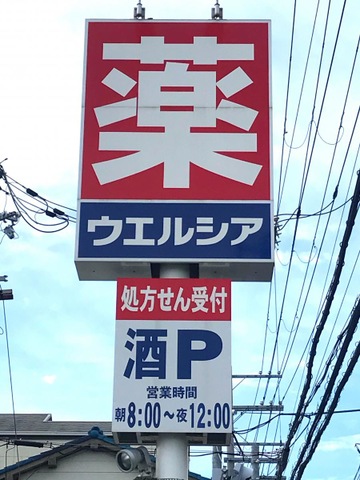 薬
ウエルシア
処方せん受付
酒P
営業時間
朝8:00～夜12:00